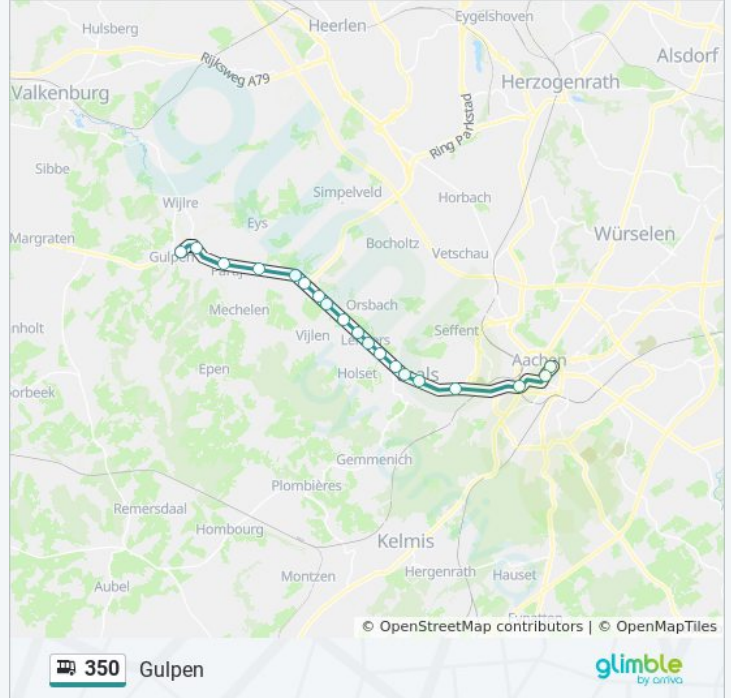 Hulsberg
Heerlen
Eygelshoven
Alsdorf
Rijksweg A79
Herzogenrath
Valkenburg
Ring Parkstad
Sibbe
Simpelveld
Horbach
Wijlre
Eys
Würselen
Margraten
Bocholtz
Vetschau
Gulpen
Mechelen
Orsbach
Vijlen
Seffent
Epen
Holset
Aachen
Gemmenich
Plombières
Remersdaal
Hombourg
Kelmis
Aubel
Montzen
Hergenrath
Hauset
© OpenStreetMap contributors | © OpenMapTiles
350 Gulpen
glimble
by arriva